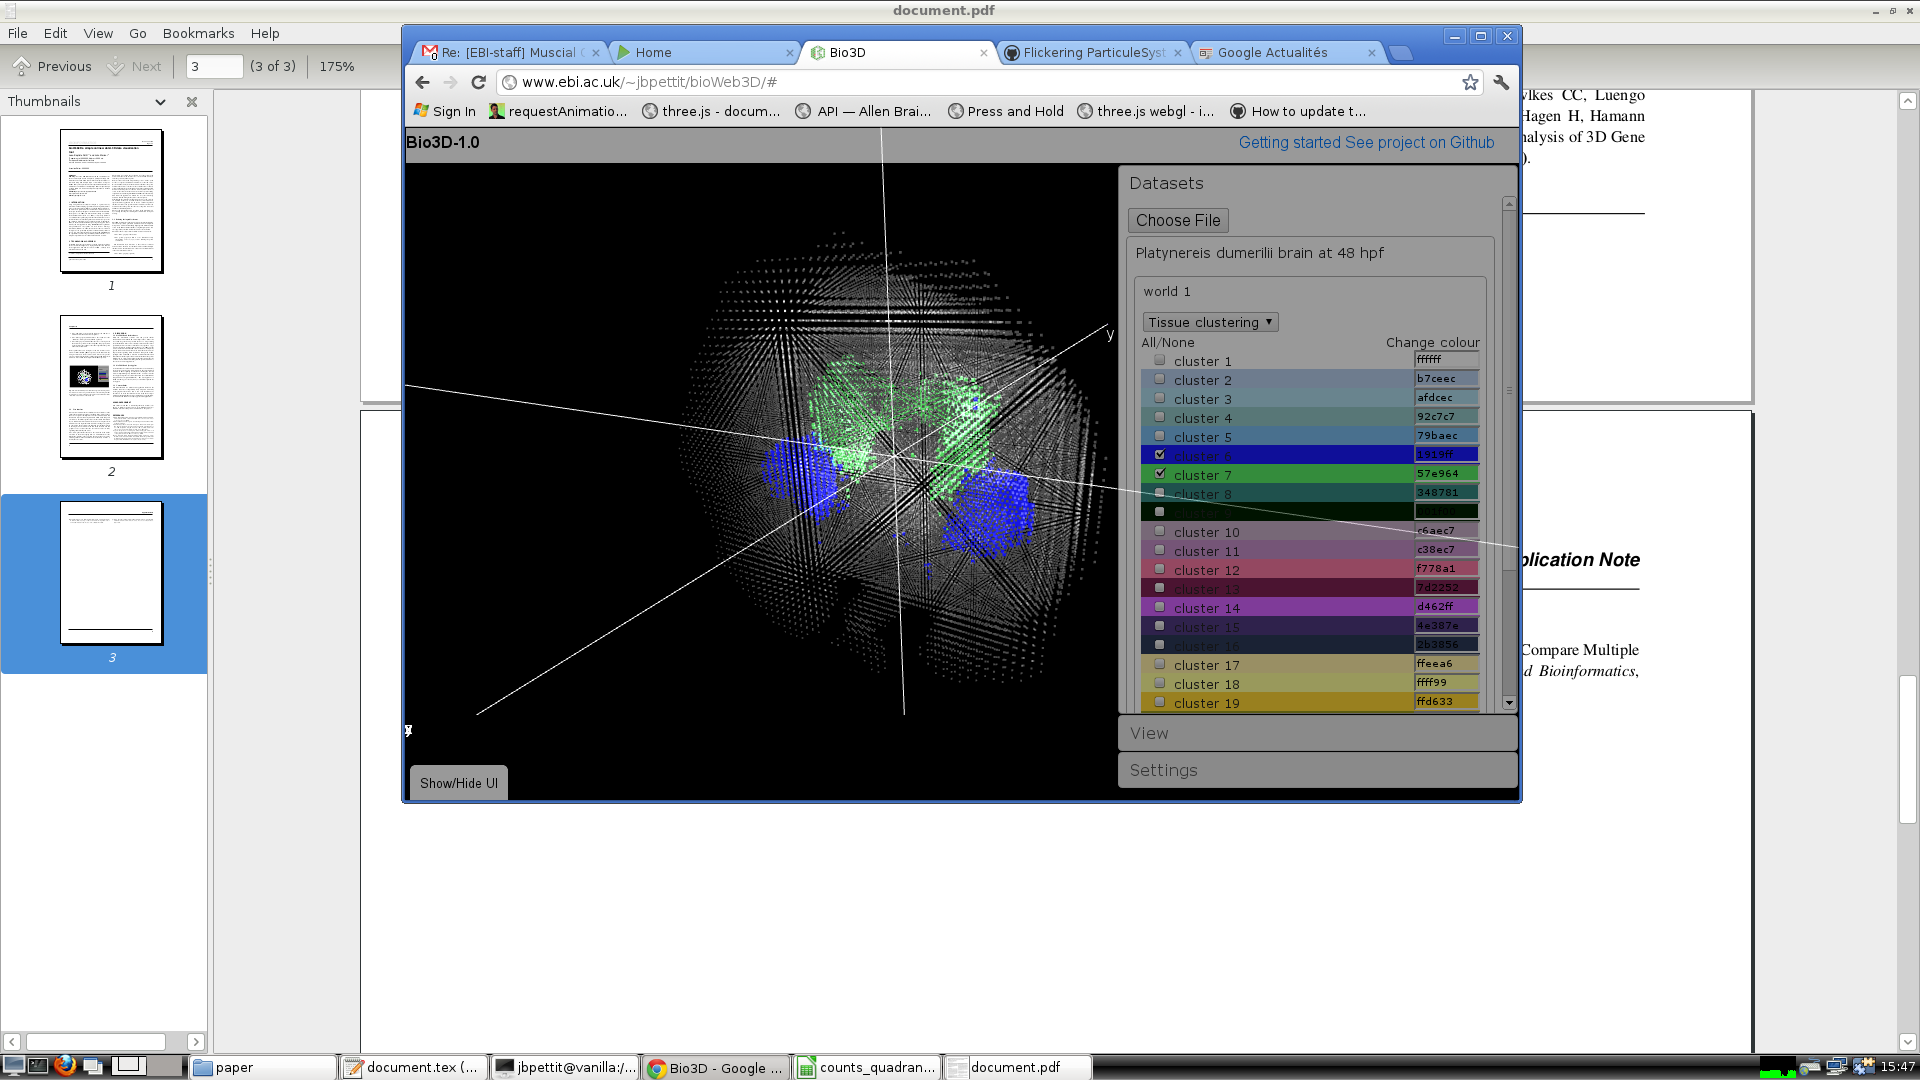 document.pdf
File Edit View Go Bookmarks Help
Previous Next 3 (3 of 3) 175%
Thumbnails
1
2
3
Re: [EBI-staff] Muscial
Home
Bio3D
Flickering ParticuleSyst
Google Actualités
www.ebi.ac.uk/~jbpettit/bioWeb3D/#
Sign In
requestAnimatio...
three.js - docum...
API — Allen Brai...
Press and Hold
three.js webgl - i...
How to update t...
Bio3D-1.0
Getting started See project on Github
Datasets
Choose File
Platynereis dumerilii brain at 48 hpf
world 1
Tissue clustering ▾
All/None Change colour
cluster 1 ffffff
cluster 2 b7ceec
cluster 3 afdcec
cluster 4 92c7c7
cluster 5 79baec
cluster 6 1919ff
cluster 7 57e964
cluster 8 348781
cluster 10 c6aec7
cluster 11 c38ec7
cluster 12 f778a1
cluster 13 7d2252
cluster 14 d462ff
cluster 15 4e387e
cluster 16 2b3856
cluster 17 ffeea6
cluster 18 ffff99
cluster 19 ffd633
View
Settings
y
Show/Hide UI
vlkes CC, Luengo
Hagen H, Hamann
nalysis of 3D Gene
).
plication Note
Compare Multiple
d Bioinformatics,
paper
document.tex (...
jbpettit@vanilla:/...
Bio3D - Google ...
counts_quadran...
document.pdf
15:47